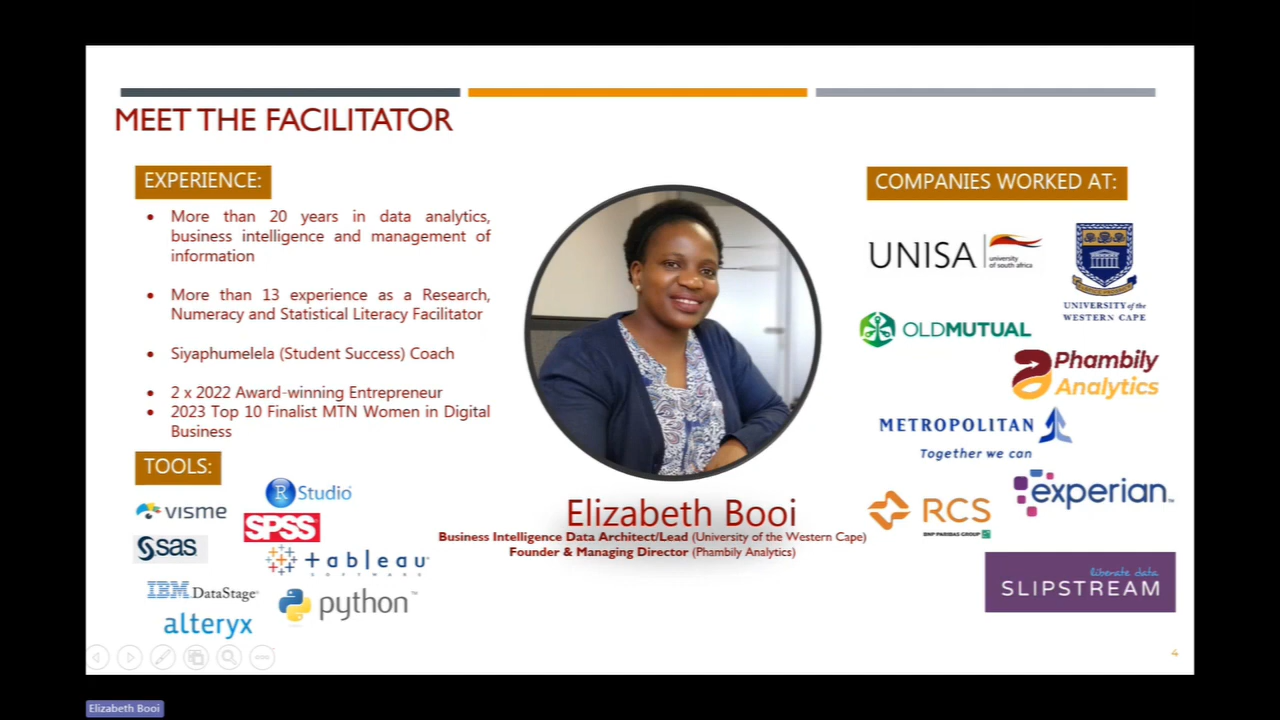 MEET THE FACILITATOR
EXPERIENCE:
• More than 20 years in data analytics,
business intelligence and management of
information
• More than 13 experience as a Research,
Numeracy and Statistical Literacy Facilitator
• Siyaphumelela (Student Success) Coach
• 2 x 2022 Award-winning Entrepreneur
• 2023 Top 10 Finalist MTN Women in Digital
Business
TOOLS:
visme
R Studio
SPSS
sas
tableau
SOFTWARE
IBM DataStage
python™
alteryx
Elizabeth Booi
Business Intelligence Data Architect/Lead (University of the Western Cape)
Founder & Managing Director (Phambily Analytics)
COMPANIES WORKED AT:
UNISA
university
of south africa
UNIVERSITY of the
WESTERN CAPE
OLDMUTUAL
Phambily
Analytics
METROPOLITAN
Together we can
experian™
RCS
BNP PARIBAS GROUP
liberate data
SLIPSTREAM
4
Elizabeth Booi